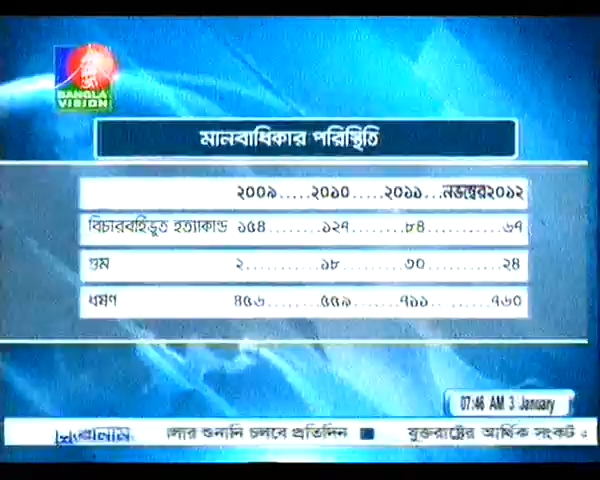 BANGLA
VISION
মানবাধিকার পরিস্থিতি
২০০৯.....২০১০.....২০১১...নভেম্বের২০১২
বিচারবহির্ভুত হত্যাকান্ড ১৫৪........১২৭........৮৪...........৬৭
গুম ২..........১৮..........৩০..........২৪
ধর্ষণ ৪৫৬........৫৫৯........৭১১........৭৬০
07:46 AM 3 January
শিরোনাম লার শুনানি চলবে প্রতিদিন যুক্তরাষ্ট্রের আর্থিক সংকট